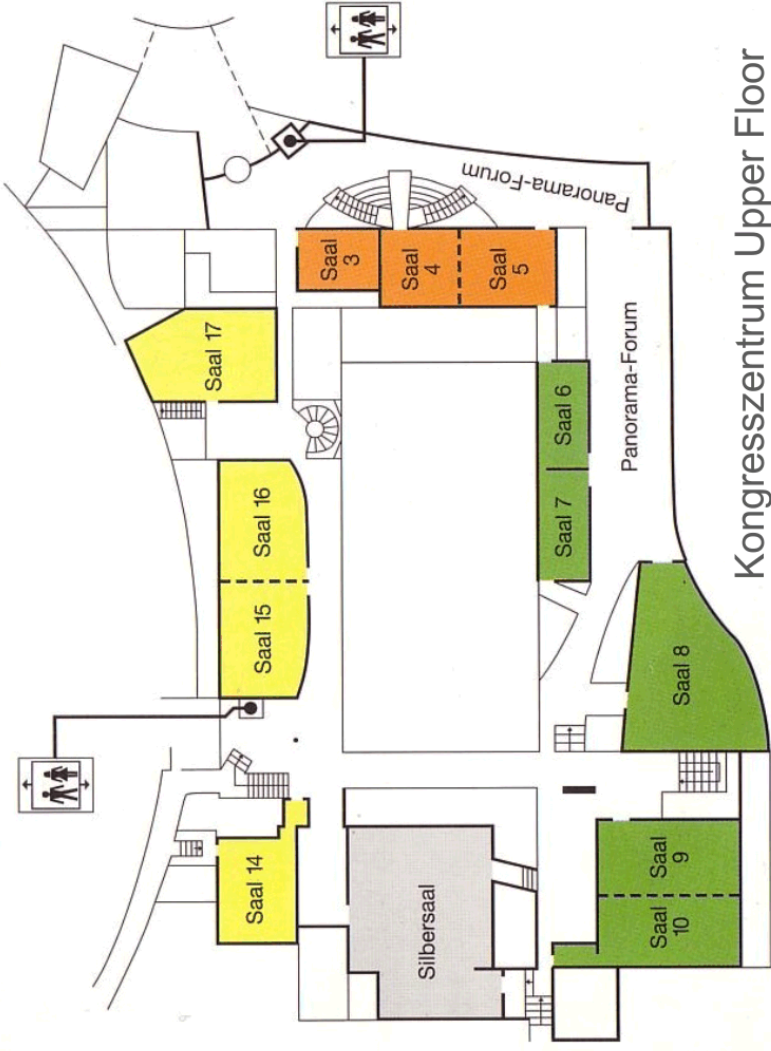 Kongresszentrum Upper Floor
Panorama-Forum
Panorama-Forum
Saal
3
Saal
4
Saal
5
Saal 17
Saal 6
Saal 7
Saal 16
Saal 15
Saal 8
Saal 14
Silbersaal
Saal
9
Saal
10